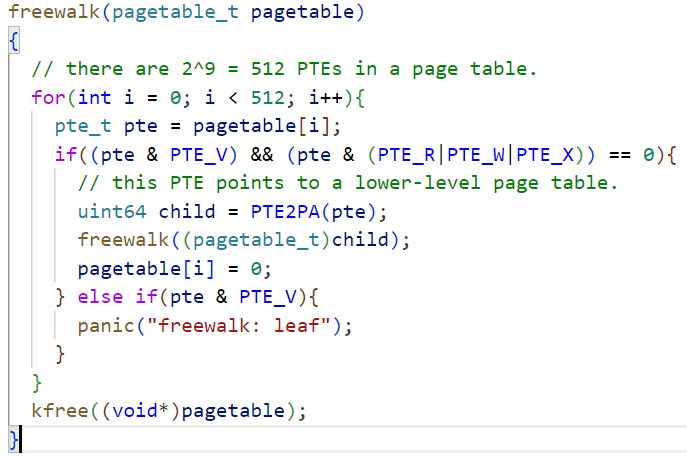 freewalk(pagetable_t pagetable)
{
  // there are 2^9 = 512 PTEs in a page table.
  for(int i = 0; i < 512; i++){
    pte_t pte = pagetable[i];
    if((pte & PTE_V) && (pte & (PTE_R|PTE_W|PTE_X)) == 0){
      // this PTE points to a lower-level page table.
      uint64 child = PTE2PA(pte);
      freewalk((pagetable_t)child);
      pagetable[i] = 0;
    } else if(pte & PTE_V){
      panic("freewalk: leaf");
    }
  }
  kfree((void*)pagetable);
}